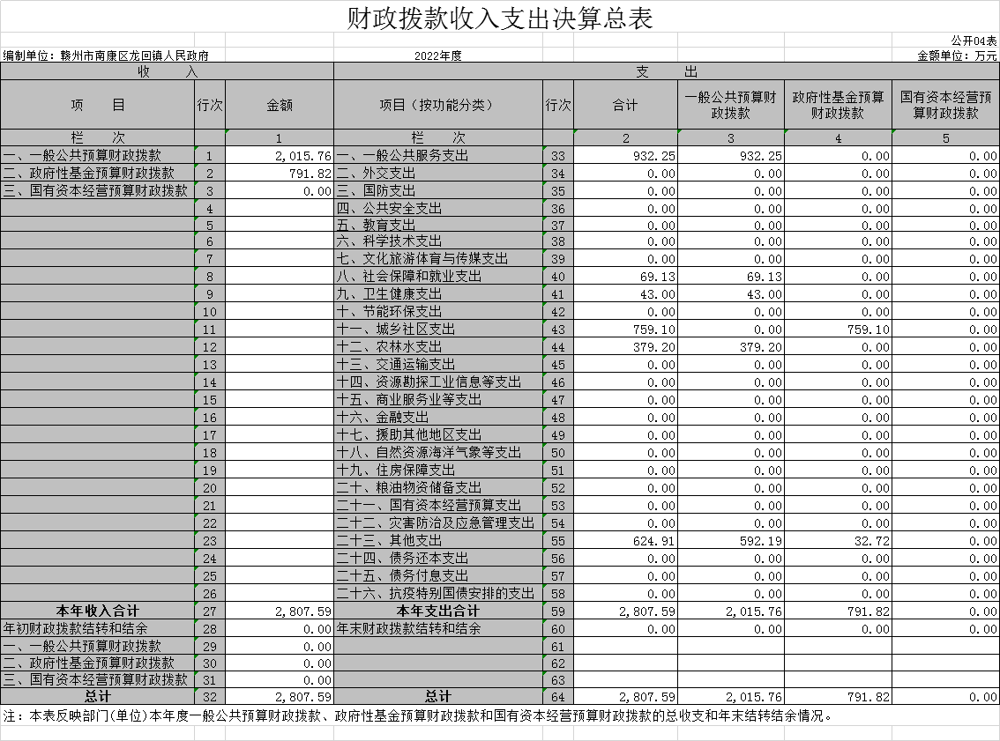 财政拨款收入支出决算总表
公开04表
编制单位：赣州市南康区龙回镇人民政府 2022年度 金额单位：万元
收 入 支 出
项 目 行次 金额 项目（按功能分类） 行次 合计 一般公共预算财政拨款 政府性基金预算财政拨款 国有资本经营预算财政拨款
栏 次 1 栏 次 2 3 4 5
一、一般公共预算财政拨款 1 2,015.76 一、一般公共服务支出 33 932.25 932.25 0.00 0.00
二、政府性基金预算财政拨款 2 791.82 二、外交支出 34 0.00 0.00 0.00 0.00
三、国有资本经营预算财政拨款 3 0.00 三、国防支出 35 0.00 0.00 0.00 0.00
4 四、公共安全支出 36 0.00 0.00 0.00 0.00
5 五、教育支出 37 0.00 0.00 0.00 0.00
6 六、科学技术支出 38 0.00 0.00 0.00 0.00
7 七、文化旅游体育与传媒支出 39 0.00 0.00 0.00 0.00
8 八、社会保障和就业支出 40 69.13 69.13 0.00 0.00
9 九、卫生健康支出 41 43.00 43.00 0.00 0.00
10 十、节能环保支出 42 0.00 0.00 0.00 0.00
11 十一、城乡社区支出 43 759.10 0.00 759.10 0.00
12 十二、农林水支出 44 379.20 379.20 0.00 0.00
13 十三、交通运输支出 45 0.00 0.00 0.00 0.00
14 十四、资源勘探工业信息等支出 46 0.00 0.00 0.00 0.00
15 十五、商业服务业等支出 47 0.00 0.00 0.00 0.00
16 十六、金融支出 48 0.00 0.00 0.00 0.00
17 十七、援助其他地区支出 49 0.00 0.00 0.00 0.00
18 十八、自然资源海洋气象等支出 50 0.00 0.00 0.00 0.00
19 十九、住房保障支出 51 0.00 0.00 0.00 0.00
20 二十、粮油物资储备支出 52 0.00 0.00 0.00 0.00
21 二十一、国有资本经营预算支出 53 0.00 0.00 0.00 0.00
22 二十二、灾害防治及应急管理支出 54 0.00 0.00 0.00 0.00
23 二十三、其他支出 55 624.91 592.19 32.72 0.00
24 二十四、债务还本支出 56 0.00 0.00 0.00 0.00
25 二十五、债务付息支出 57 0.00 0.00 0.00 0.00
26 二十六、抗疫特别国债安排的支出 58 0.00 0.00 0.00 0.00
本年收入合计 27 2,807.59 本年支出合计 59 2,807.59 2,015.76 791.82 0.00
年初财政拨款结转和结余 28 0.00 年末财政拨款结转和结余 60 0.00 0.00 0.00 0.00
一、一般公共预算财政拨款 29 0.00 61
二、政府性基金预算财政拨款 30 0.00 62
三、国有资本经营预算财政拨款 31 0.00 63
总计 32 2,807.59 总计 64 2,807.59 2,015.76 791.82 0.00
注：本表反映部门(单位)本年度一般公共预算财政拨款、政府性基金预算财政拨款和国有资本经营预算财政拨款的总收支和年末结转结余情况。